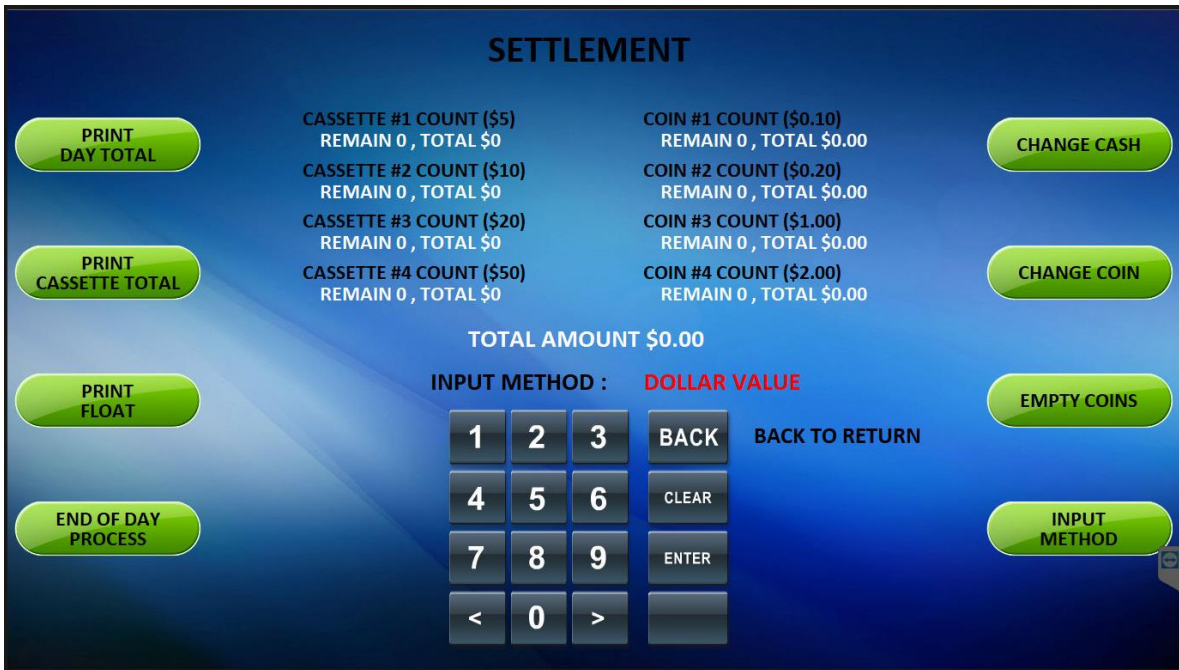 SETTLEMENT
PRINT
DAY TOTAL
PRINT
CASSETTE TOTAL
PRINT
FLOAT
END OF DAY
PROCESS
CASSETTE #1 COUNT ($5)
REMAIN 0 , TOTAL $0
CASSETTE #2 COUNT ($10)
REMAIN 0 , TOTAL $0
CASSETTE #3 COUNT ($20)
REMAIN 0 , TOTAL $0
CASSETTE #4 COUNT ($50)
REMAIN 0 , TOTAL $0
COIN #1 COUNT ($0.10)
REMAIN 0 , TOTAL $0.00
COIN #2 COUNT ($0.20)
REMAIN 0 , TOTAL $0.00
COIN #3 COUNT ($1.00)
REMAIN 0 , TOTAL $0.00
COIN #4 COUNT ($2.00)
REMAIN 0 , TOTAL $0.00
TOTAL AMOUNT $0.00
INPUT METHOD : DOLLAR VALUE
1 2 3 BACK BACK TO RETURN
4 5 6 CLEAR
7 8 9 ENTER
< 0 >
CHANGE CASH
CHANGE COIN
EMPTY COINS
INPUT
METHOD